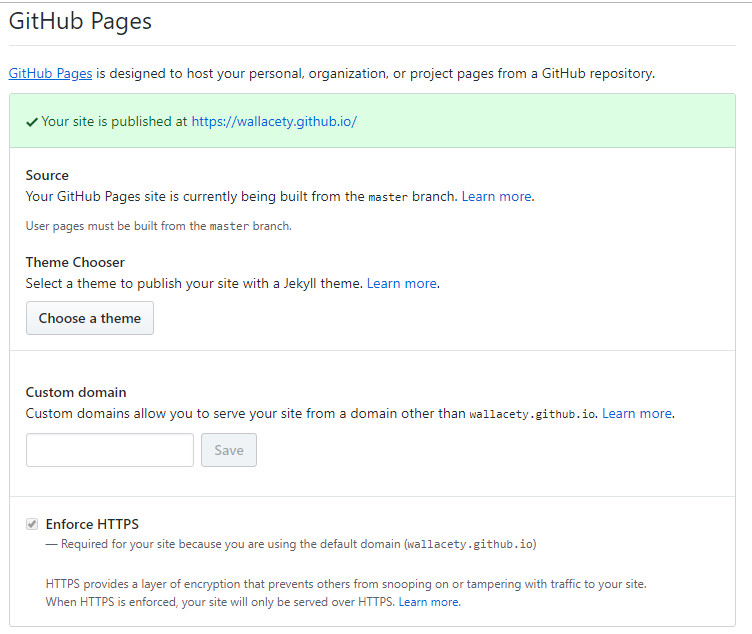 GitHub Pages
GitHub Pages is designed to host your personal, organization, or project pages from a GitHub repository.
Your site is published at https://wallacety.github.io/
Source
Your GitHub Pages site is currently being built from the master branch. Learn more.
User pages must be built from the master branch.
Theme Chooser
Select a theme to publish your site with a Jekyll theme. Learn more.
Choose a theme
Custom domain
Custom domains allow you to serve your site from a domain other than wallacety.github.io. Learn more.
Save
Enforce HTTPS
— Required for your site because you are using the default domain (wallacety.github.io)
HTTPS provides a layer of encryption that prevents others from snooping on or tampering with traffic to your site.
When HTTPS is enforced, your site will only be served over HTTPS. Learn more.